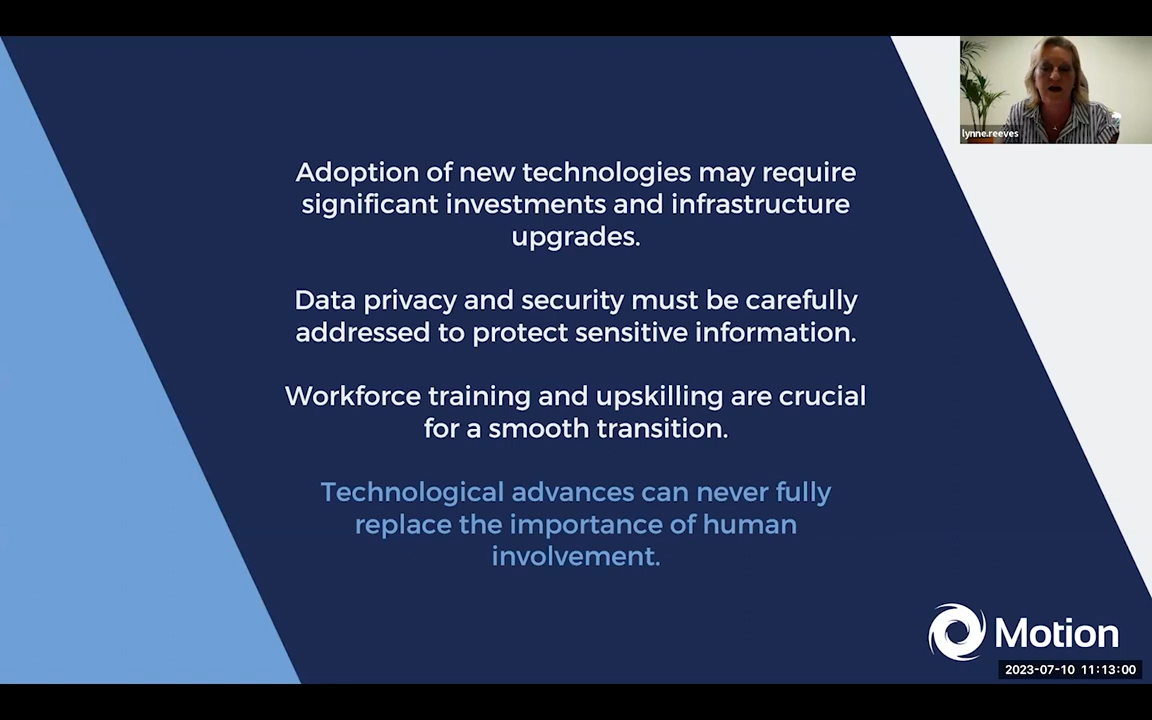 lynne.reeves
Adoption of new technologies may require
significant investments and infrastructure
upgrades.
Data privacy and security must be carefully
addressed to protect sensitive information.
Workforce training and upskilling are crucial
for a smooth transition.
Technological advances can never fully
replace the importance of human
involvement.
Motion
2023-07-10 11:13:00